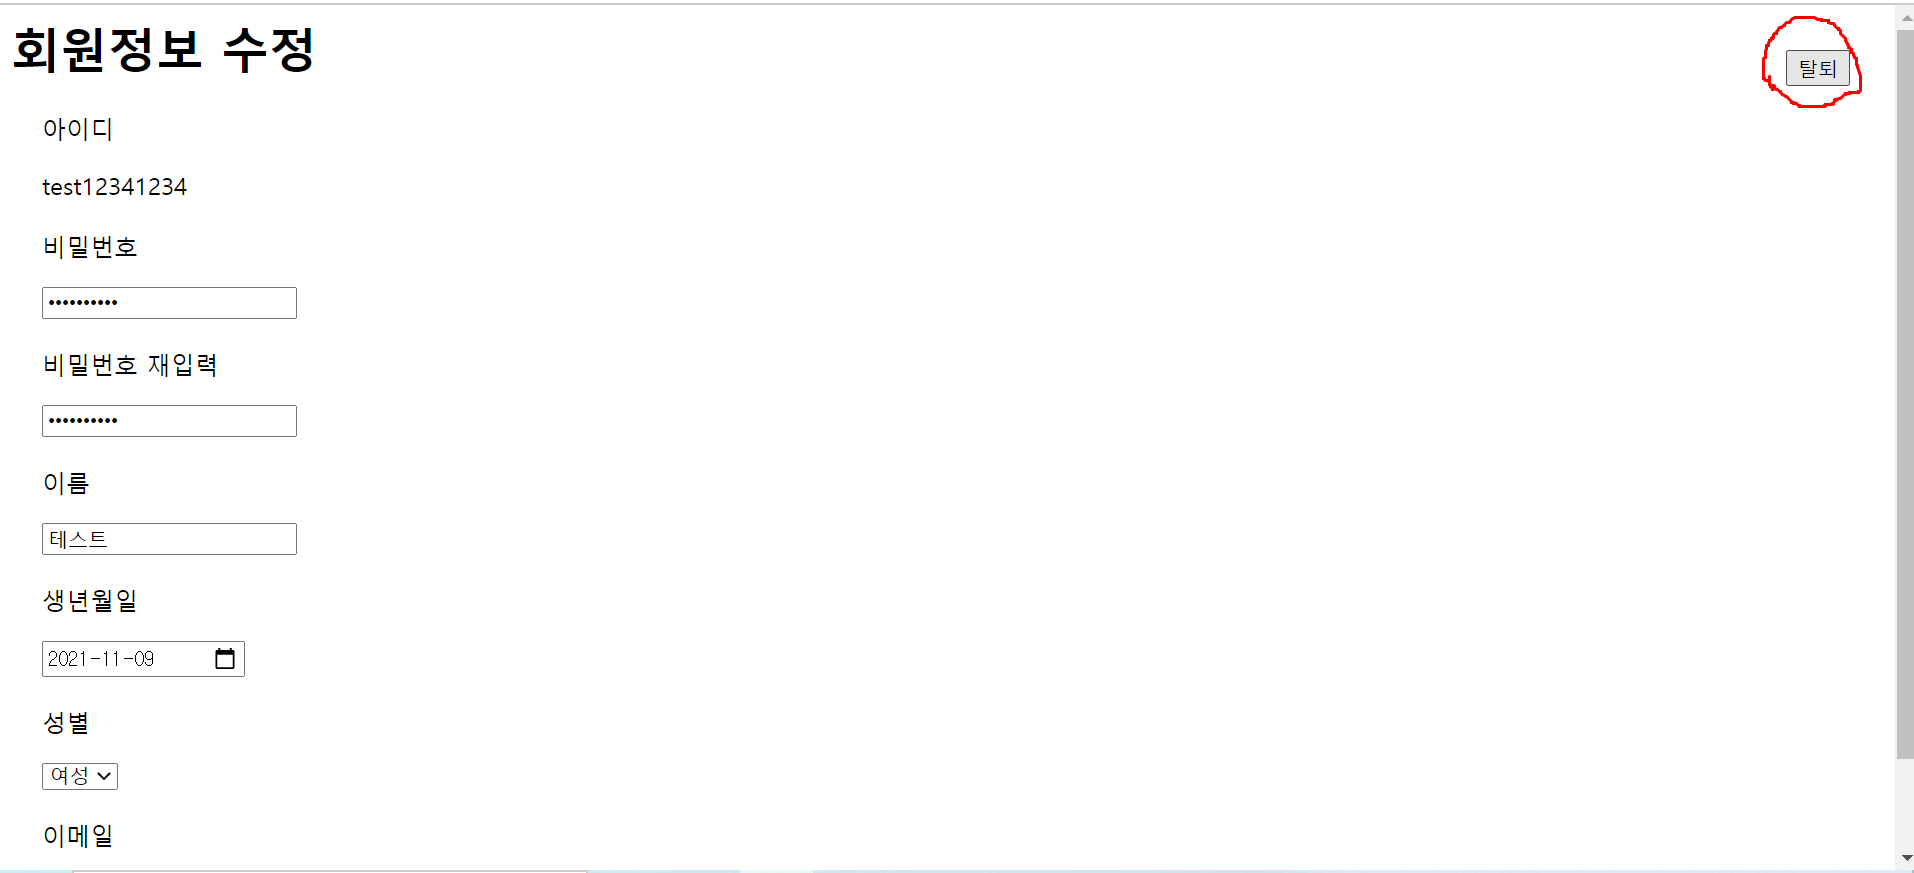 회원정보 수정
탈퇴
아이디
test12341234
비밀번호
••••••••••
비밀번호 재입력
••••••••••
이름
테스트
생년월일
2021-11-09
성별
여성
이메일